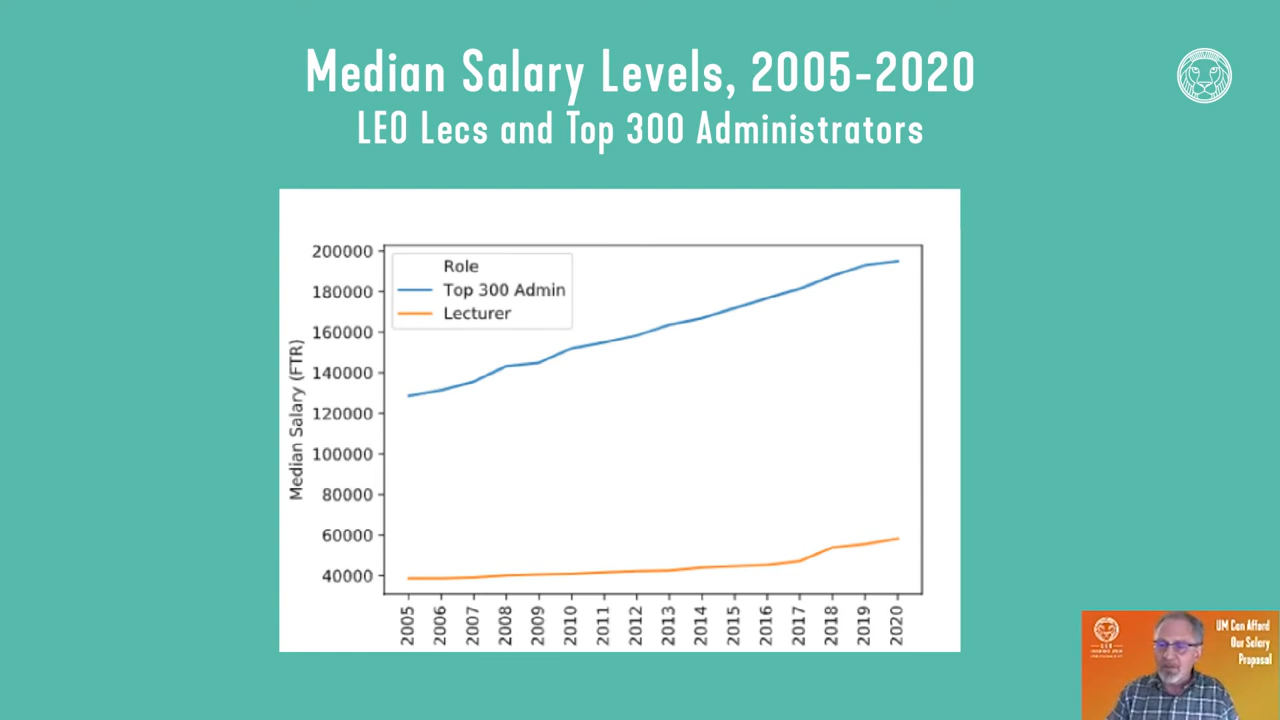 Median Salary Levels, 2005-2020
LEO Lecs and Top 300 Administrators
200000
180000
160000
140000
120000
100000
80000
60000
40000
Median Salary (FTR)
Role
Top 300 Admin
Lecturer
2005
2006
2007
2008
2009
2010
2011
2012
2013
2014
2015
2016
2017
2018
2019
2020
UM Can Afford
Our Salary
Proposal
LEO